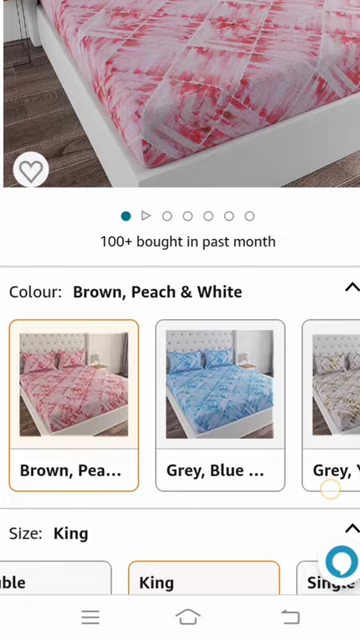 100+ bought in past month
Colour: Brown, Peach & White
Brown, Pea...
Grey, Blue ...
Grey, Y
Size: King
ble
King
Single